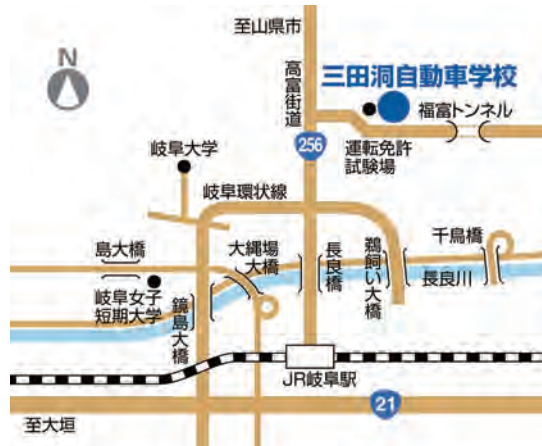 至山県市
N
高富街道
三田洞自動車学校
福富トンネル
運転免許
試験場
256
岐阜大学
岐阜環状線
島大橋
大縄場
大橋
長良橋
鵜飼い大橋
千鳥橋
長良川
岐阜女子
短期大学
鏡島大橋
JR岐阜駅
21
至大垣